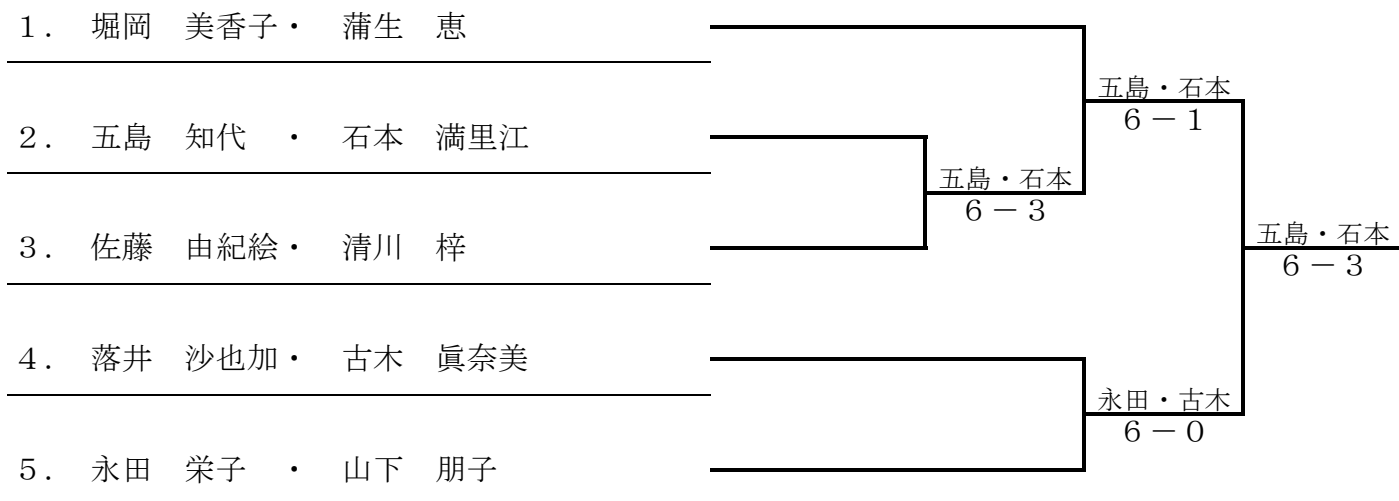 1. 堀岡 美香子・ 蒲生 恵
五島・石本
6－1
2. 五島 知代 ・ 石本 満里江
五島・石本
6－3
五島・石本
6－3
3. 佐藤 由紀絵・ 清川 梓
4. 落井 沙也加・ 古木 眞奈美
永田・古木
6－0
5. 永田 栄子 ・ 山下 朋子